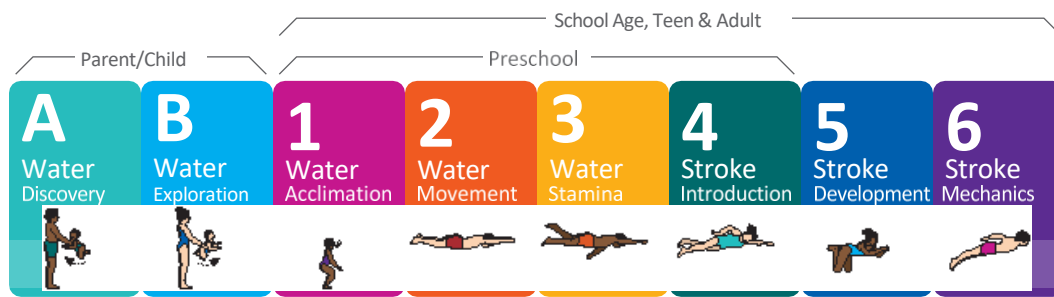 School Age, Teen & Adult
Parent/Child
Preschool
A
Water
Discovery
B
Water
Exploration
1
Water
Acclimation
2
Water
Movement
3
Water
Stamina
4
Stroke
Introduction
5
Stroke
Development
6
Stroke
Mechanics